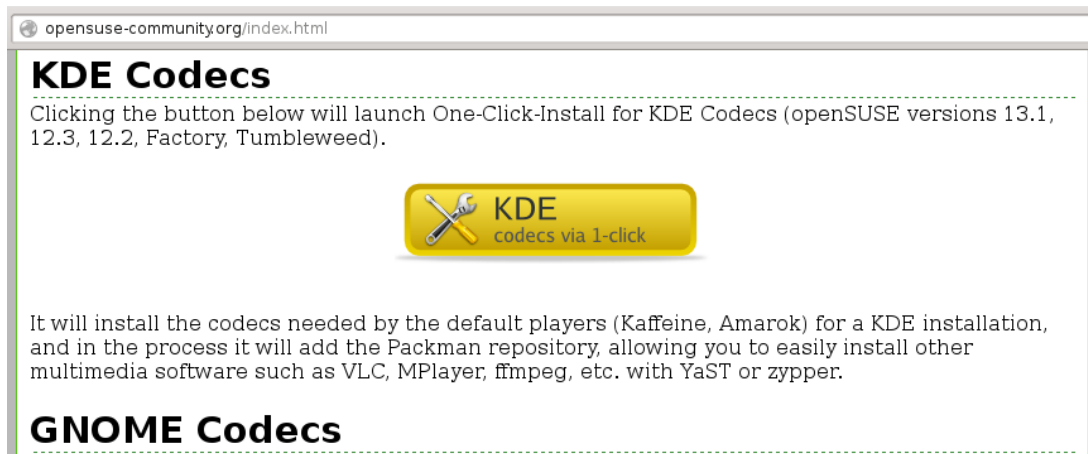 opensuse-community.org/index.html
KDE Codecs
Clicking the button below will launch One-Click-Install for KDE Codecs (openSUSE versions 13.1,
12.3, 12.2, Factory, Tumbleweed).
KDE
codecs via 1-click
It will install the codecs needed by the default players (Kaffeine, Amarok) for a KDE installation,
and in the process it will add the Packman repository, allowing you to easily install other
multimedia software such as VLC, MPlayer, ffmpeg, etc. with YaST or zypper.
GNOME Codecs